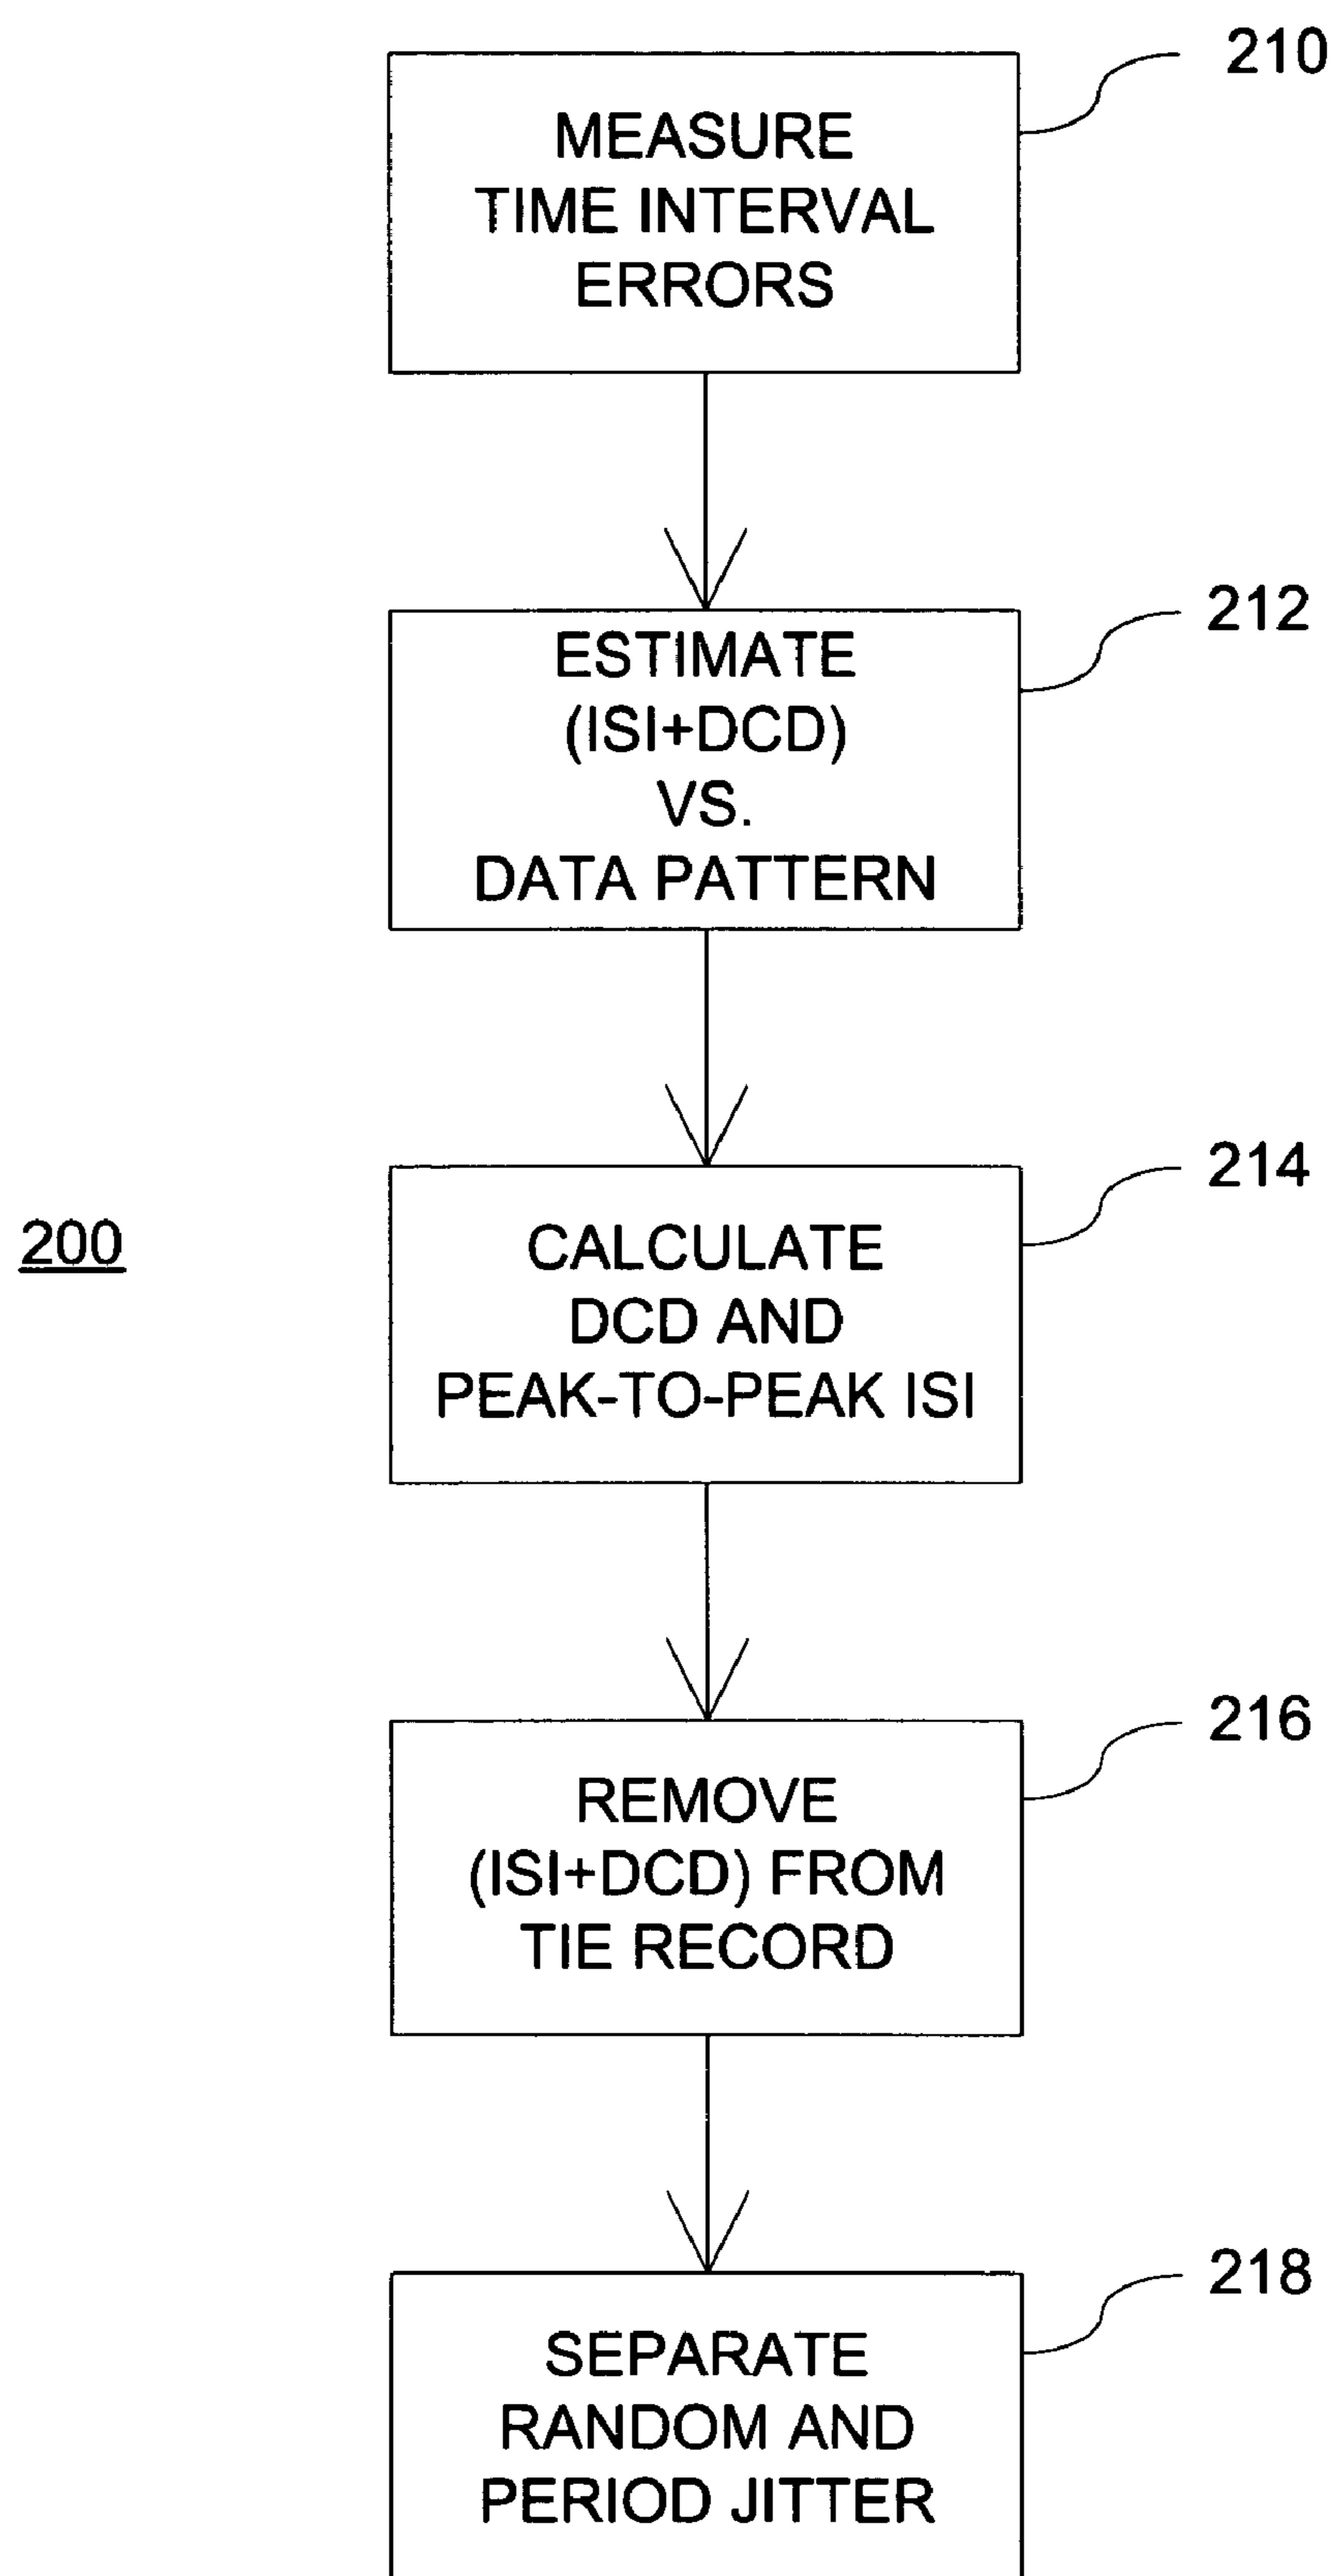 210
MEASURE
TIME INTERVAL
ERRORS
212
ESTIMATE
(ISI+DCD)
VS.
DATA PATTERN
214
200
CALCULATE
DCD AND
PEAK-TO-PEAK ISI
216
REMOVE
(ISI+DCD) FROM
TIE RECORD
218
SEPARATE
RANDOM AND
PERIOD JITTER